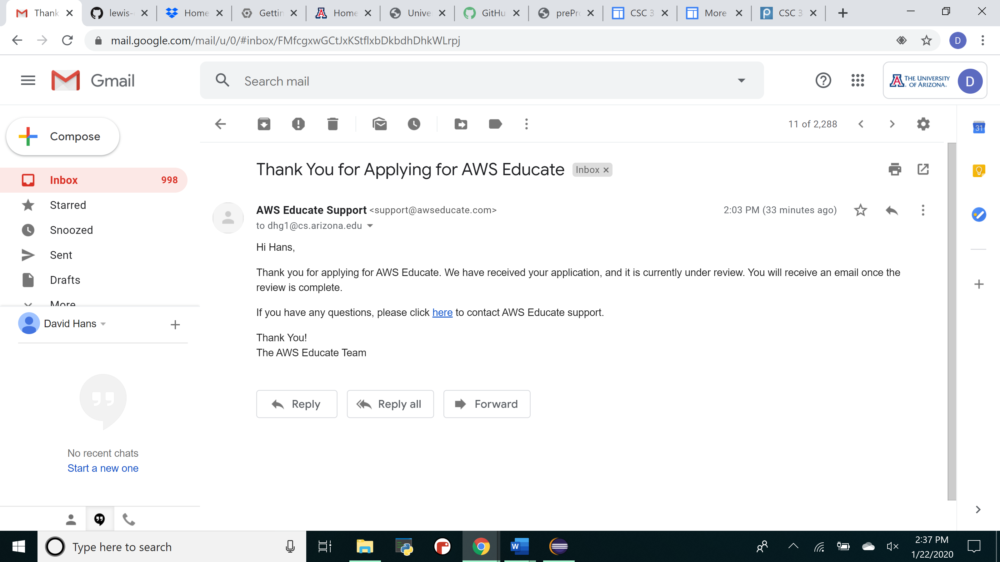 Thank
lewis-
Home
Gettin
Home
Unive
GitHu
prePro
CSC 3
More
CSC 3
mail.google.com/mail/u/0/#inbox/FMfcgxwGCtJxKStflxbDkbdhDhkWLrpj
D
Gmail
Search mail
THE UNIVERSITY
OF ARIZONA
D
Compose
11 of 2,288
31
Thank You for Applying for AWS Educate
Inbox
Inbox 998
Starred
Snoozed
Sent
Drafts
More
AWS Educate Support <support@awseducate.com>
2:03 PM (33 minutes ago)
to dhg1@cs.arizona.edu
Hi Hans,
Thank you for applying for AWS Educate. We have received your application, and it is currently under review. You will receive an email once the
review is complete.
If you have any questions, please click here to contact AWS Educate support.
Thank You!
The AWS Educate Team
Reply
Reply all
Forward
David Hans
No recent chats
Start a new one
Type here to search
W
2:37 PM
1/22/2020